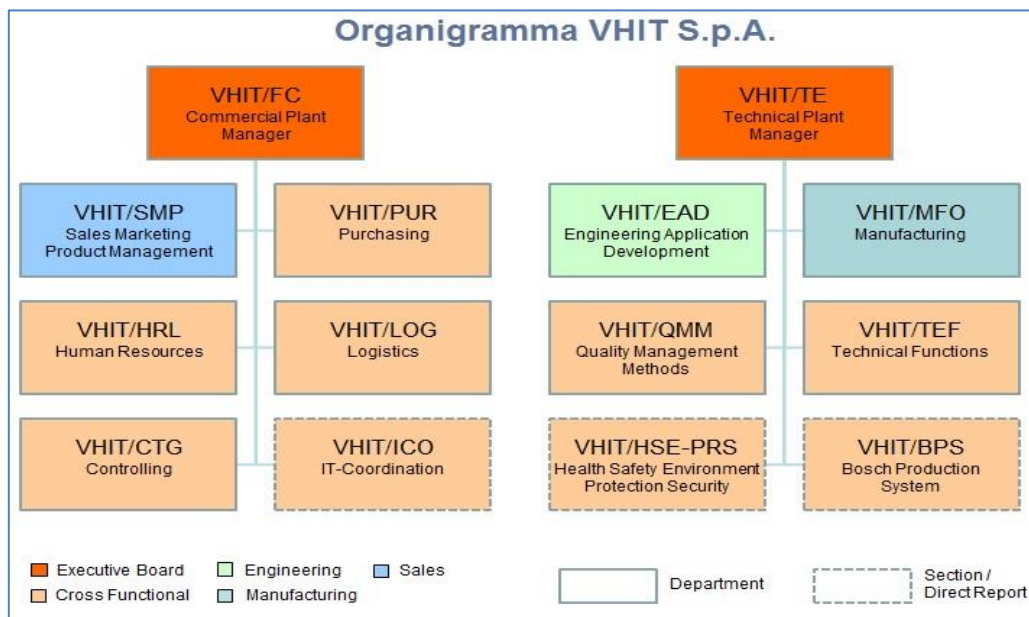 Organigramma VHIT S.p.A.
VHIT/FC
Commercial Plant
Manager
VHIT/TE
Technical Plant
Manager
VHIT/SMP
Sales Marketing
Product Management
VHIT/PUR
Purchasing
VHIT/EAD
Engineering Application
Development
VHIT/MFO
Manufacturing
VHIT/HRL
Human Resources
VHIT/LOG
Logistics
VHIT/QMM
Quality Management
Methods
VHIT/TEF
Technical Functions
VHIT/CTG
Controlling
VHIT/ICO
IT-Coordination
VHIT/HSE-PRS
Health Safety Environment
Protection Security
VHIT/BPS
Bosch Production
System
Executive Board
Engineering
Sales
Cross Functional
Manufacturing
Department
Section /
Direct Report